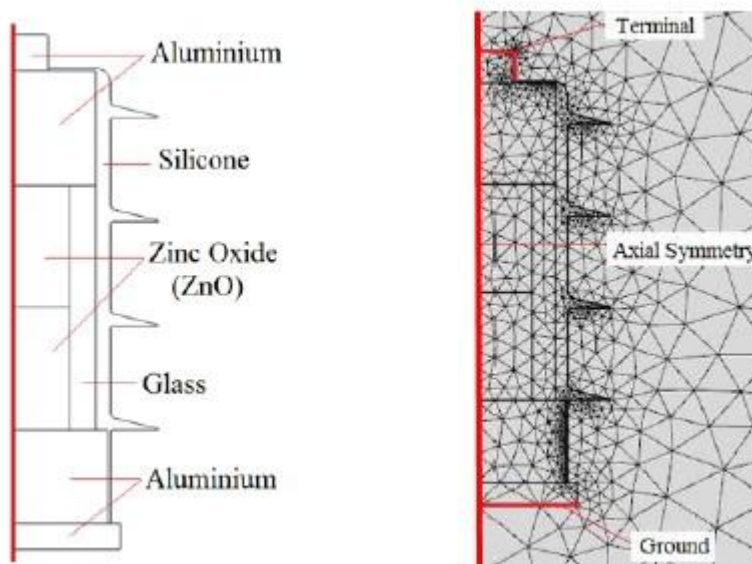 Aluminium
Silicone
Zinc Oxide
(ZnO)
Glass
Aluminium
Terminal
Axial Symmetry
Ground